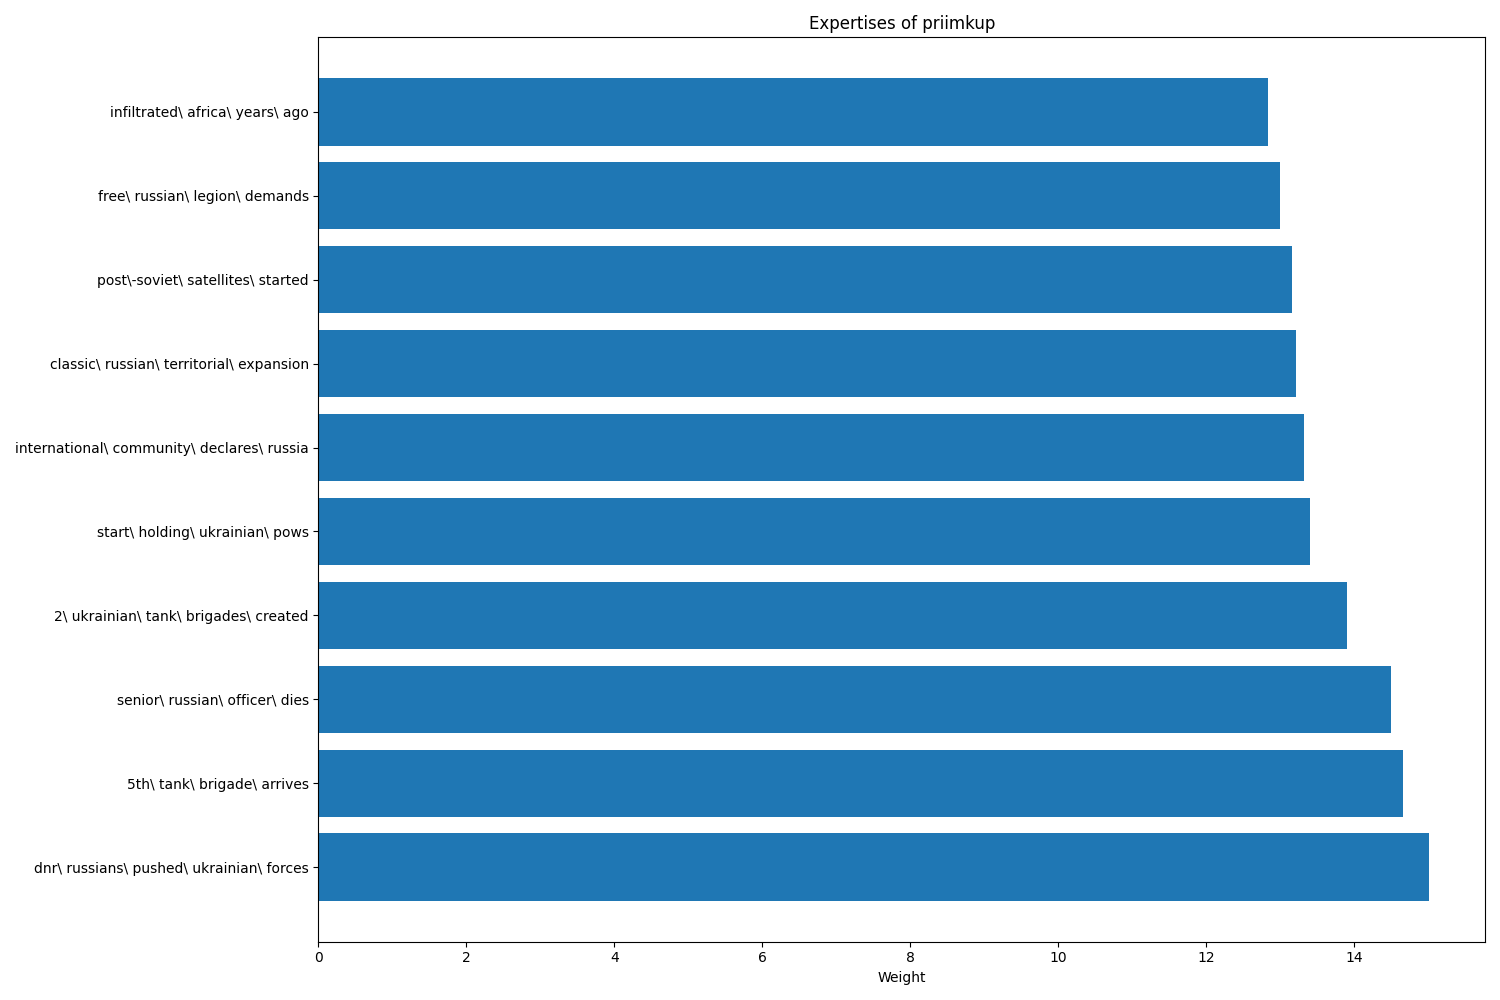 Expertises of priimkup
infiltrated\ africa\ years\ ago
free\ russian\ legion\ demands
post\-soviet\ satellites\ started
classic\ russian\ territorial\ expansion
international\ community\ declares\ russia
start\ holding\ ukrainian\ pows
2\ ukrainian\ tank\ brigades\ created
senior\ russian\ officer\ dies
5th\ tank\ brigade\ arrives
dnr\ russians\ pushed\ ukrainian\ forces
0 2 4 6 8 10 12 14
Weight